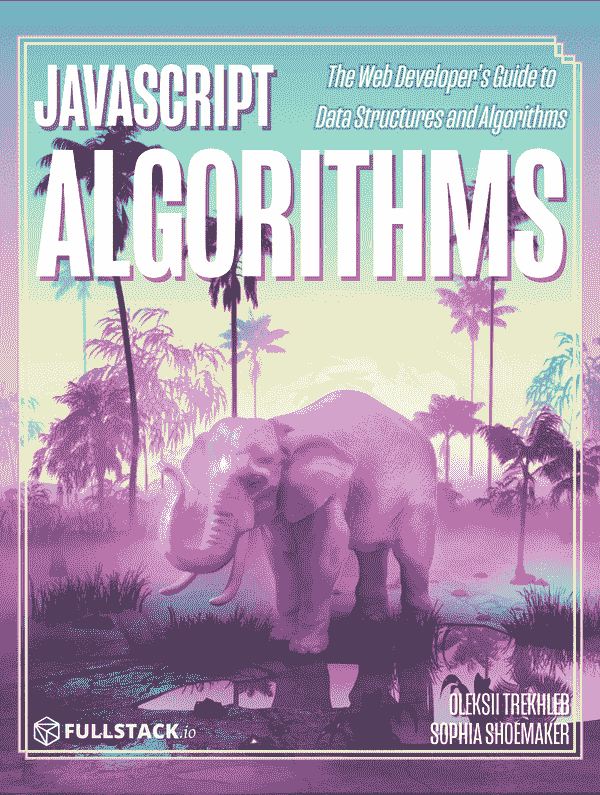 JAVASCRIPT
The Web Developer's Guide to
Data Structures and Algorithms
ALGORITHMS
OLEKSII TREKHLEB
SOPHIA SHOEMAKER
FULLSTACK.io